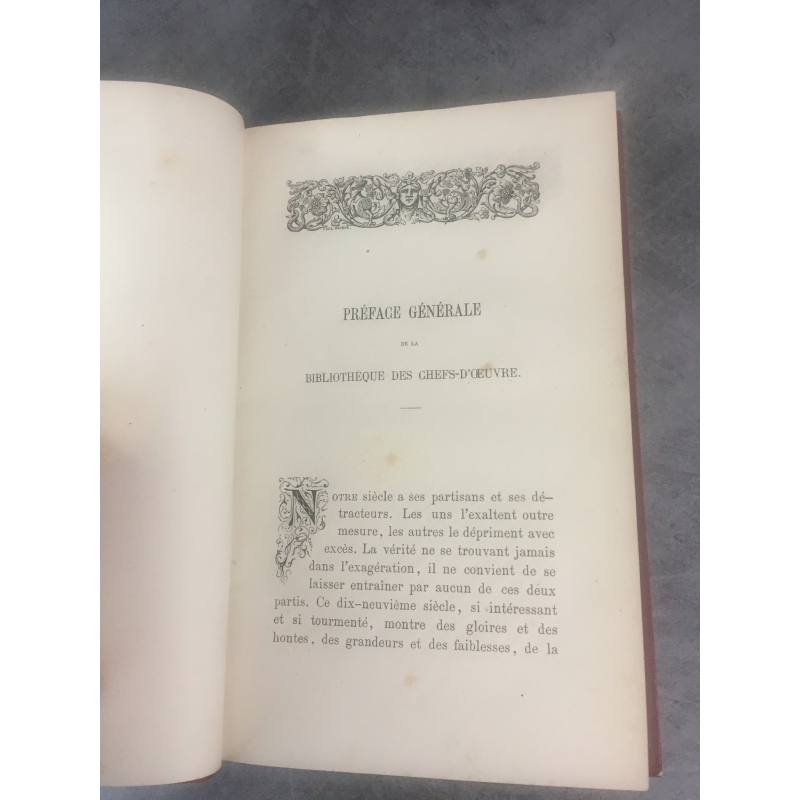 PRÉFACE GÉNÉRALE
DE LA
BIBLIOTHÈQUE DES CHEFS-D'ŒUVRE.
NOTRE siècle a ses partisans et ses dé-
tracteurs. Les uns l'exaltent outre
mesure, les autres le dépriment avec
excès. La vérité ne se trouvant jamais
dans l'exagération, il ne convient de se
laisser entraîner par aucun de ces deux
partis. Ce dix-neuvième siècle, si intéressant
et si tourmenté, montre des gloires et des
hontes, des grandeurs et des faiblesses, de la